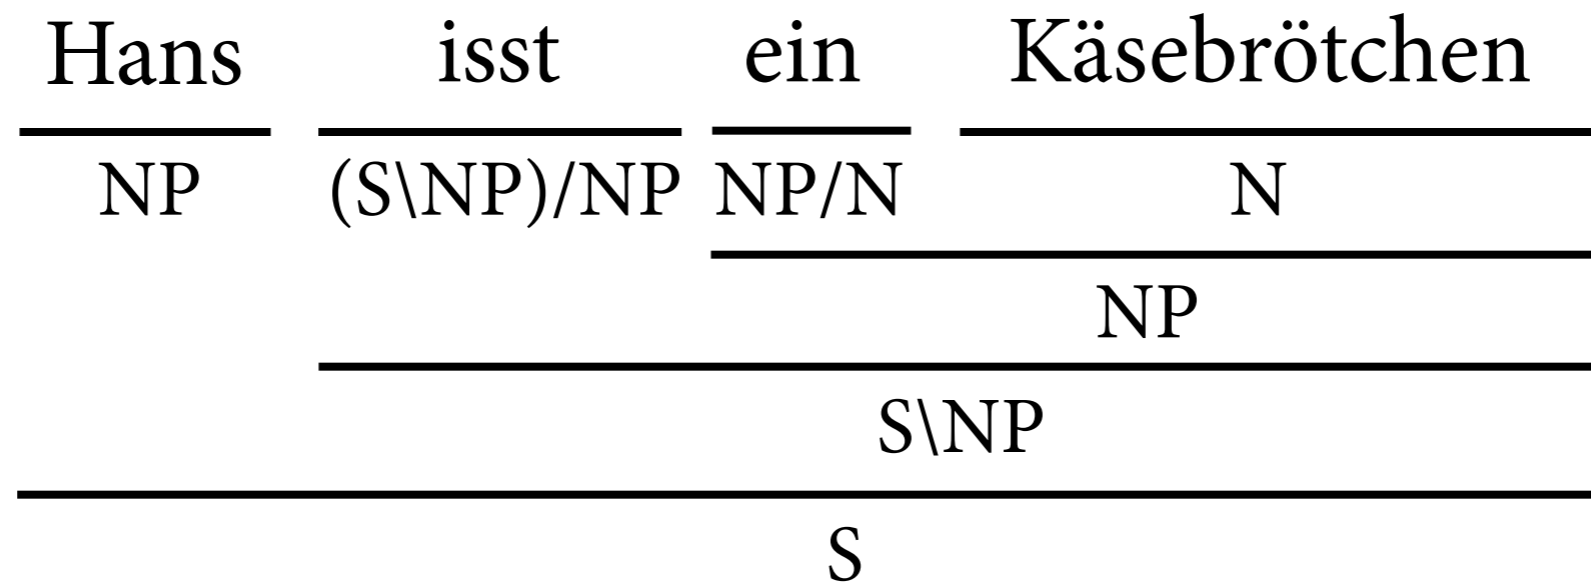 Hans isst ein Käsebrötchen
NP (S\NP)/NP NP/N N
NP
S\NP
S